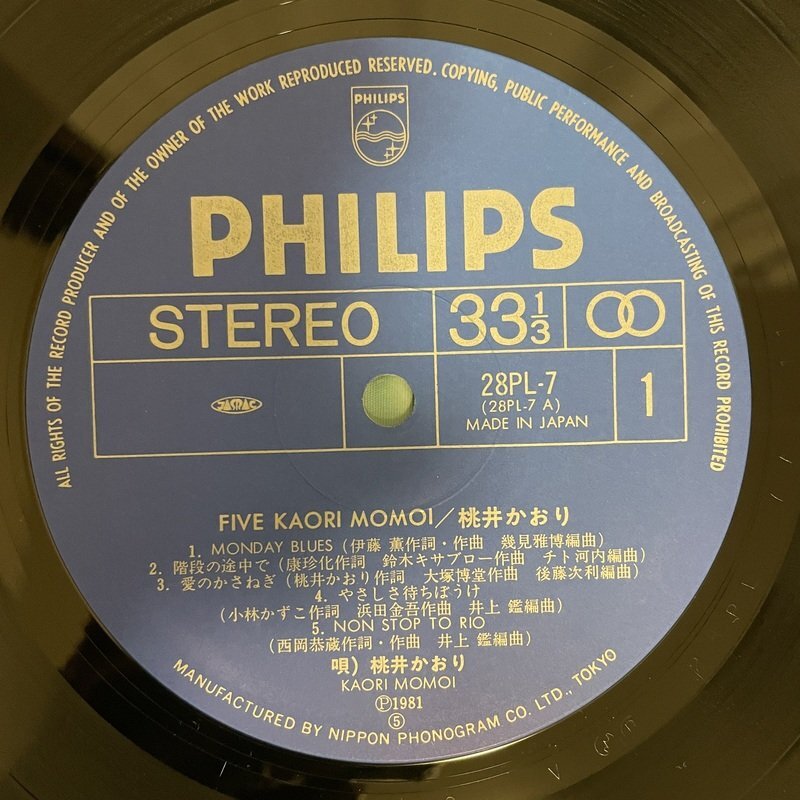 ALL RIGHTS OF THE RECORD PRODUCER AND OF THE OWNER OF THE WORK REPRODUCED RESERVED. COPYING, PUBLIC PERFORMANCE AND BROADCASTING OF THIS RECORD PROHIBITED
PHILIPS
PHILIPS
STEREO 33 1/3
JASRAC
28PL-7
(28PL-7 A)
MADE IN JAPAN
1
FIVE KAORI MOMOI／桃井かおり
1. MONDAY BLUES (伊藤 薫作詞・作曲 幾見雅博編曲)
2. 階段の途中で (康珍化作詞 鈴木キサブロー作曲 チト河内編曲)
3. 愛のかさねぎ (桃井かおり作詞 大塚博堂作曲 後藤次利編曲)
4. やさしさ待ちぼうけ
(小林かずこ作詞 浜田金吾作曲 井上 鑑編曲)
5. NON STOP TO RIO
(西岡恭蔵作詞・作曲 井上 鑑編曲)
唄) 桃井かおり
KAORI MOMOI
Ⓟ1981
⑤
MANUFACTURED BY NIPPON PHONOGRAM CO. LTD., TOKYO